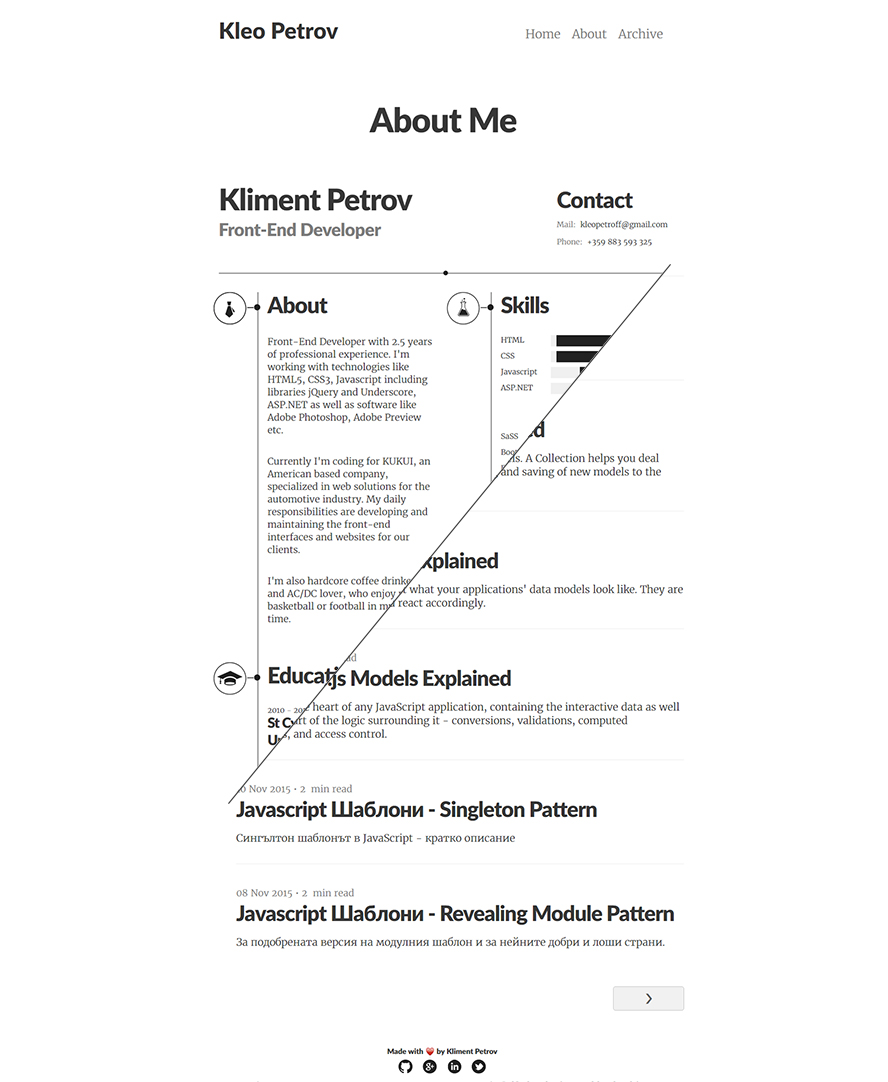 Kleo Petrov
Home About Archive
About Me
Kliment Petrov
Front-End Developer
Contact
Mail: kleopetroff@gmail.com
Phone: +359 883 593 325
About
Front-End Developer with 2.5 years
of professional experience. I'm
working with technologies like
HTML5, CSS3, Javascript including
libraries jQuery and Underscore,
ASP.NET as well as software like
Adobe Photoshop, Adobe Preview
etc.
Currently I'm coding for KUKUI, an
American based company,
specialized in web solutions for the
automotive industry. My daily
responsibilities are developing and
maintaining the front-end
interfaces and websites for our
clients.
I'm also hardcore coffee
and AC/DC lover, who enjoy
basketball or football in
time.
Skills
HTML
CSS
Javascript
ASP.NET
SaSS
A Collection helps you deal
and saving of new models to the
what your applications' data models look like. They are
react accordingly.
Models Explained
heart of any JavaScript application, containing the interactive data as well
of the logic surrounding it - conversions, validations, computed
and access control.
2010 -
St
Nov 2015 • 2 min read
Javascript Шаблони - Singleton Pattern
Сингълтон шаблонът в JavaScript - кратко описание
08 Nov 2015 • 2 min read
Javascript Шаблони - Revealing Module Pattern
За подобрената версия на модулния шаблон и за нейните добри и лоши страни.
Made with ❤ by Kliment Petrov